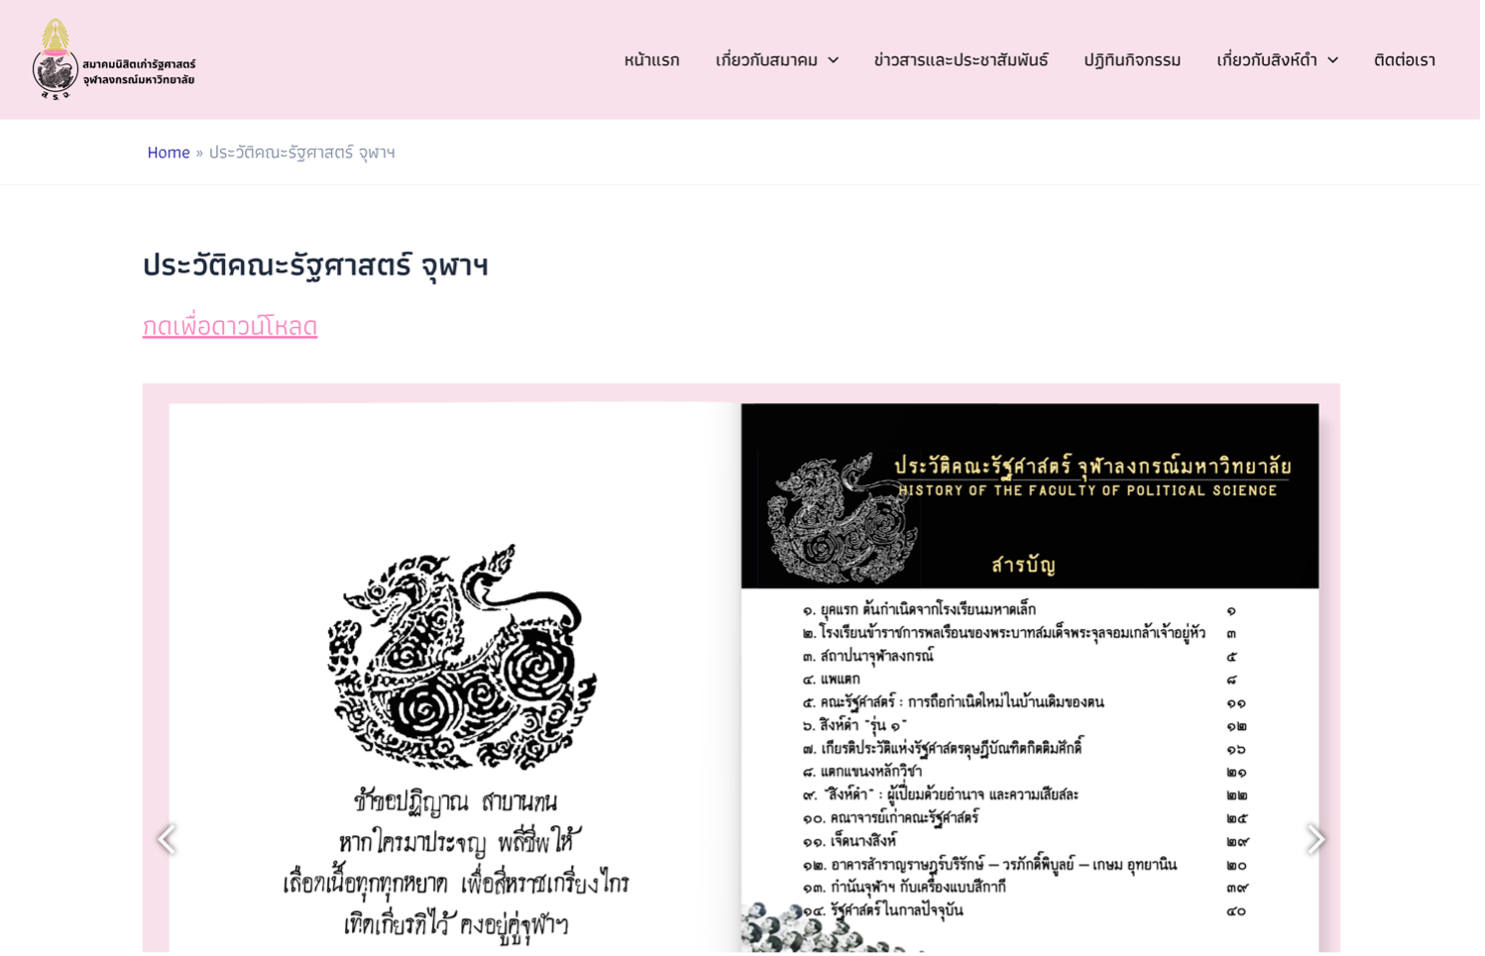 สมาคมนิสิตเก่ารัฐศาสตร์
จุฬาลงกรณ์มหาวิทยาลัย
ส ร จ
หน้าแรก เกี่ยวกับสมาคม ข่าวสารและประชาสัมพันธ์ ปฏิทินกิจกรรม เกี่ยวกับสิงห์ดำ ติดต่อเรา
Home » ประวัติคณะรัฐศาสตร์ จุฬาฯ
ประวัติคณะรัฐศาสตร์ จุฬาฯ
กดเพื่อดาวน์โหลด
ข้าขอปฏิญาณ สาบานตน
หากใครมาประจญ พลีชีพให้
เลือดเนื้อทุกทุกหยาด เพื่อสีหราชเกรียงไกร
เทิดเกียรติไว้ คงอยู่คู่จุฬาฯ
ประวัติคณะรัฐศาสตร์ จุฬาลงกรณ์มหาวิทยาลัย
HISTORY OF THE FACULTY OF POLITICAL SCIENCE
สารบัญ
๑. ยุคแรก ต้นกำเนิดจากโรงเรียนมหาดเล็ก ๑
๒. โรงเรียนข้าราชการพลเรือนของพระบาทสมเด็จพระจุลจอมเกล้าเจ้าอยู่หัว ๓
๓. สถาปนาจุฬาลงกรณ์ ๕
๔. แพแตก ๘
๕. คณะรัฐศาสตร์ : การถือกำเนิดใหม่ในบ้านเดิมของตน ๑๑
๖. สิงห์ดำ "รุ่น ๑" ๑๒
๗. เกียรติประวัติแห่งรัฐศาสตรดุษฎีบัณฑิตกิตติมศักดิ์ ๑๖
๘. แตกแขนงหลักวิชา ๒๑
๙. "สิงห์ดำ" : ผู้เปี่ยมด้วยอำนาจ และความเสียสละ ๒๒
๑๐. คณาจารย์เก่าคณะรัฐศาสตร์ ๒๕
๑๑. เจ็ดนางสิงห์ ๒๙
๑๒. อาคารสำราญราษฎร์บริรักษ์ – วรภักดิ์พิบูลย์ – เกษม อุทยานิน ๒๐
๑๓. กำนันจุฬาฯ กับเครื่องแบบสีกากี ๓๙
๑๔. รัฐศาสตร์ในกาลปัจจุบัน ๔๐